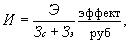 И = Э / (Зс + Зэ) эффект/руб,